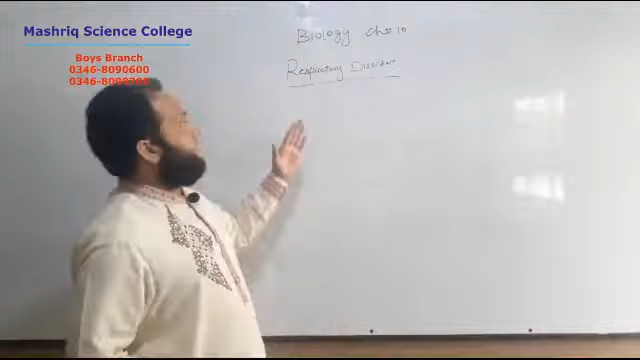 Mashriq Science College
Boys Branch
0346-8090600
Biology
Respiratory Disorder